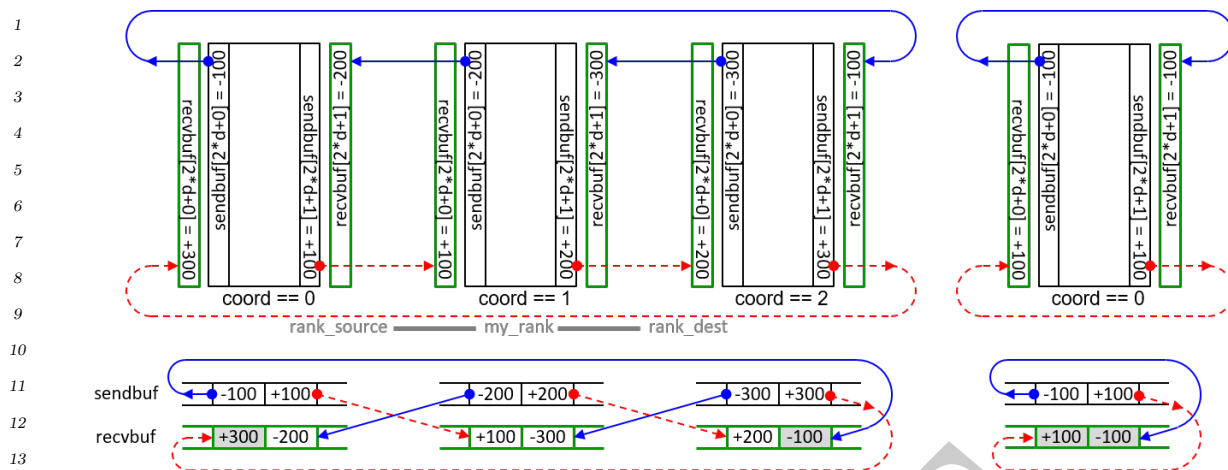 1
2
3
4
5
6
7
8
9
10
11
12
13
recvbuf[2*d+0] = +300
sendbuf[2*d+0] = -100
sendbuf[2*d+1] = +100
recvbuf[2*d+1] = -200
coord == 0
recvbuf[2*d+0] = +100
sendbuf[2*d+0] = -200
sendbuf[2*d+1] = +200
recvbuf[2*d+1] = -300
coord == 1
recvbuf[2*d+0] = +200
sendbuf[2*d+0] = -300
sendbuf[2*d+1] = +300
recvbuf[2*d+1] = -100
coord == 2
recvbuf[2*d+0] = +100
sendbuf[2*d+0] = -100
sendbuf[2*d+1] = +100
recvbuf[2*d+1] = -100
coord == 0
rank_source my_rank rank_dest
sendbuf -100 +100 -200 +200 -300 +300 -100 +100
recvbuf +300 -200 +100 -300 +200 -100 +100 -100